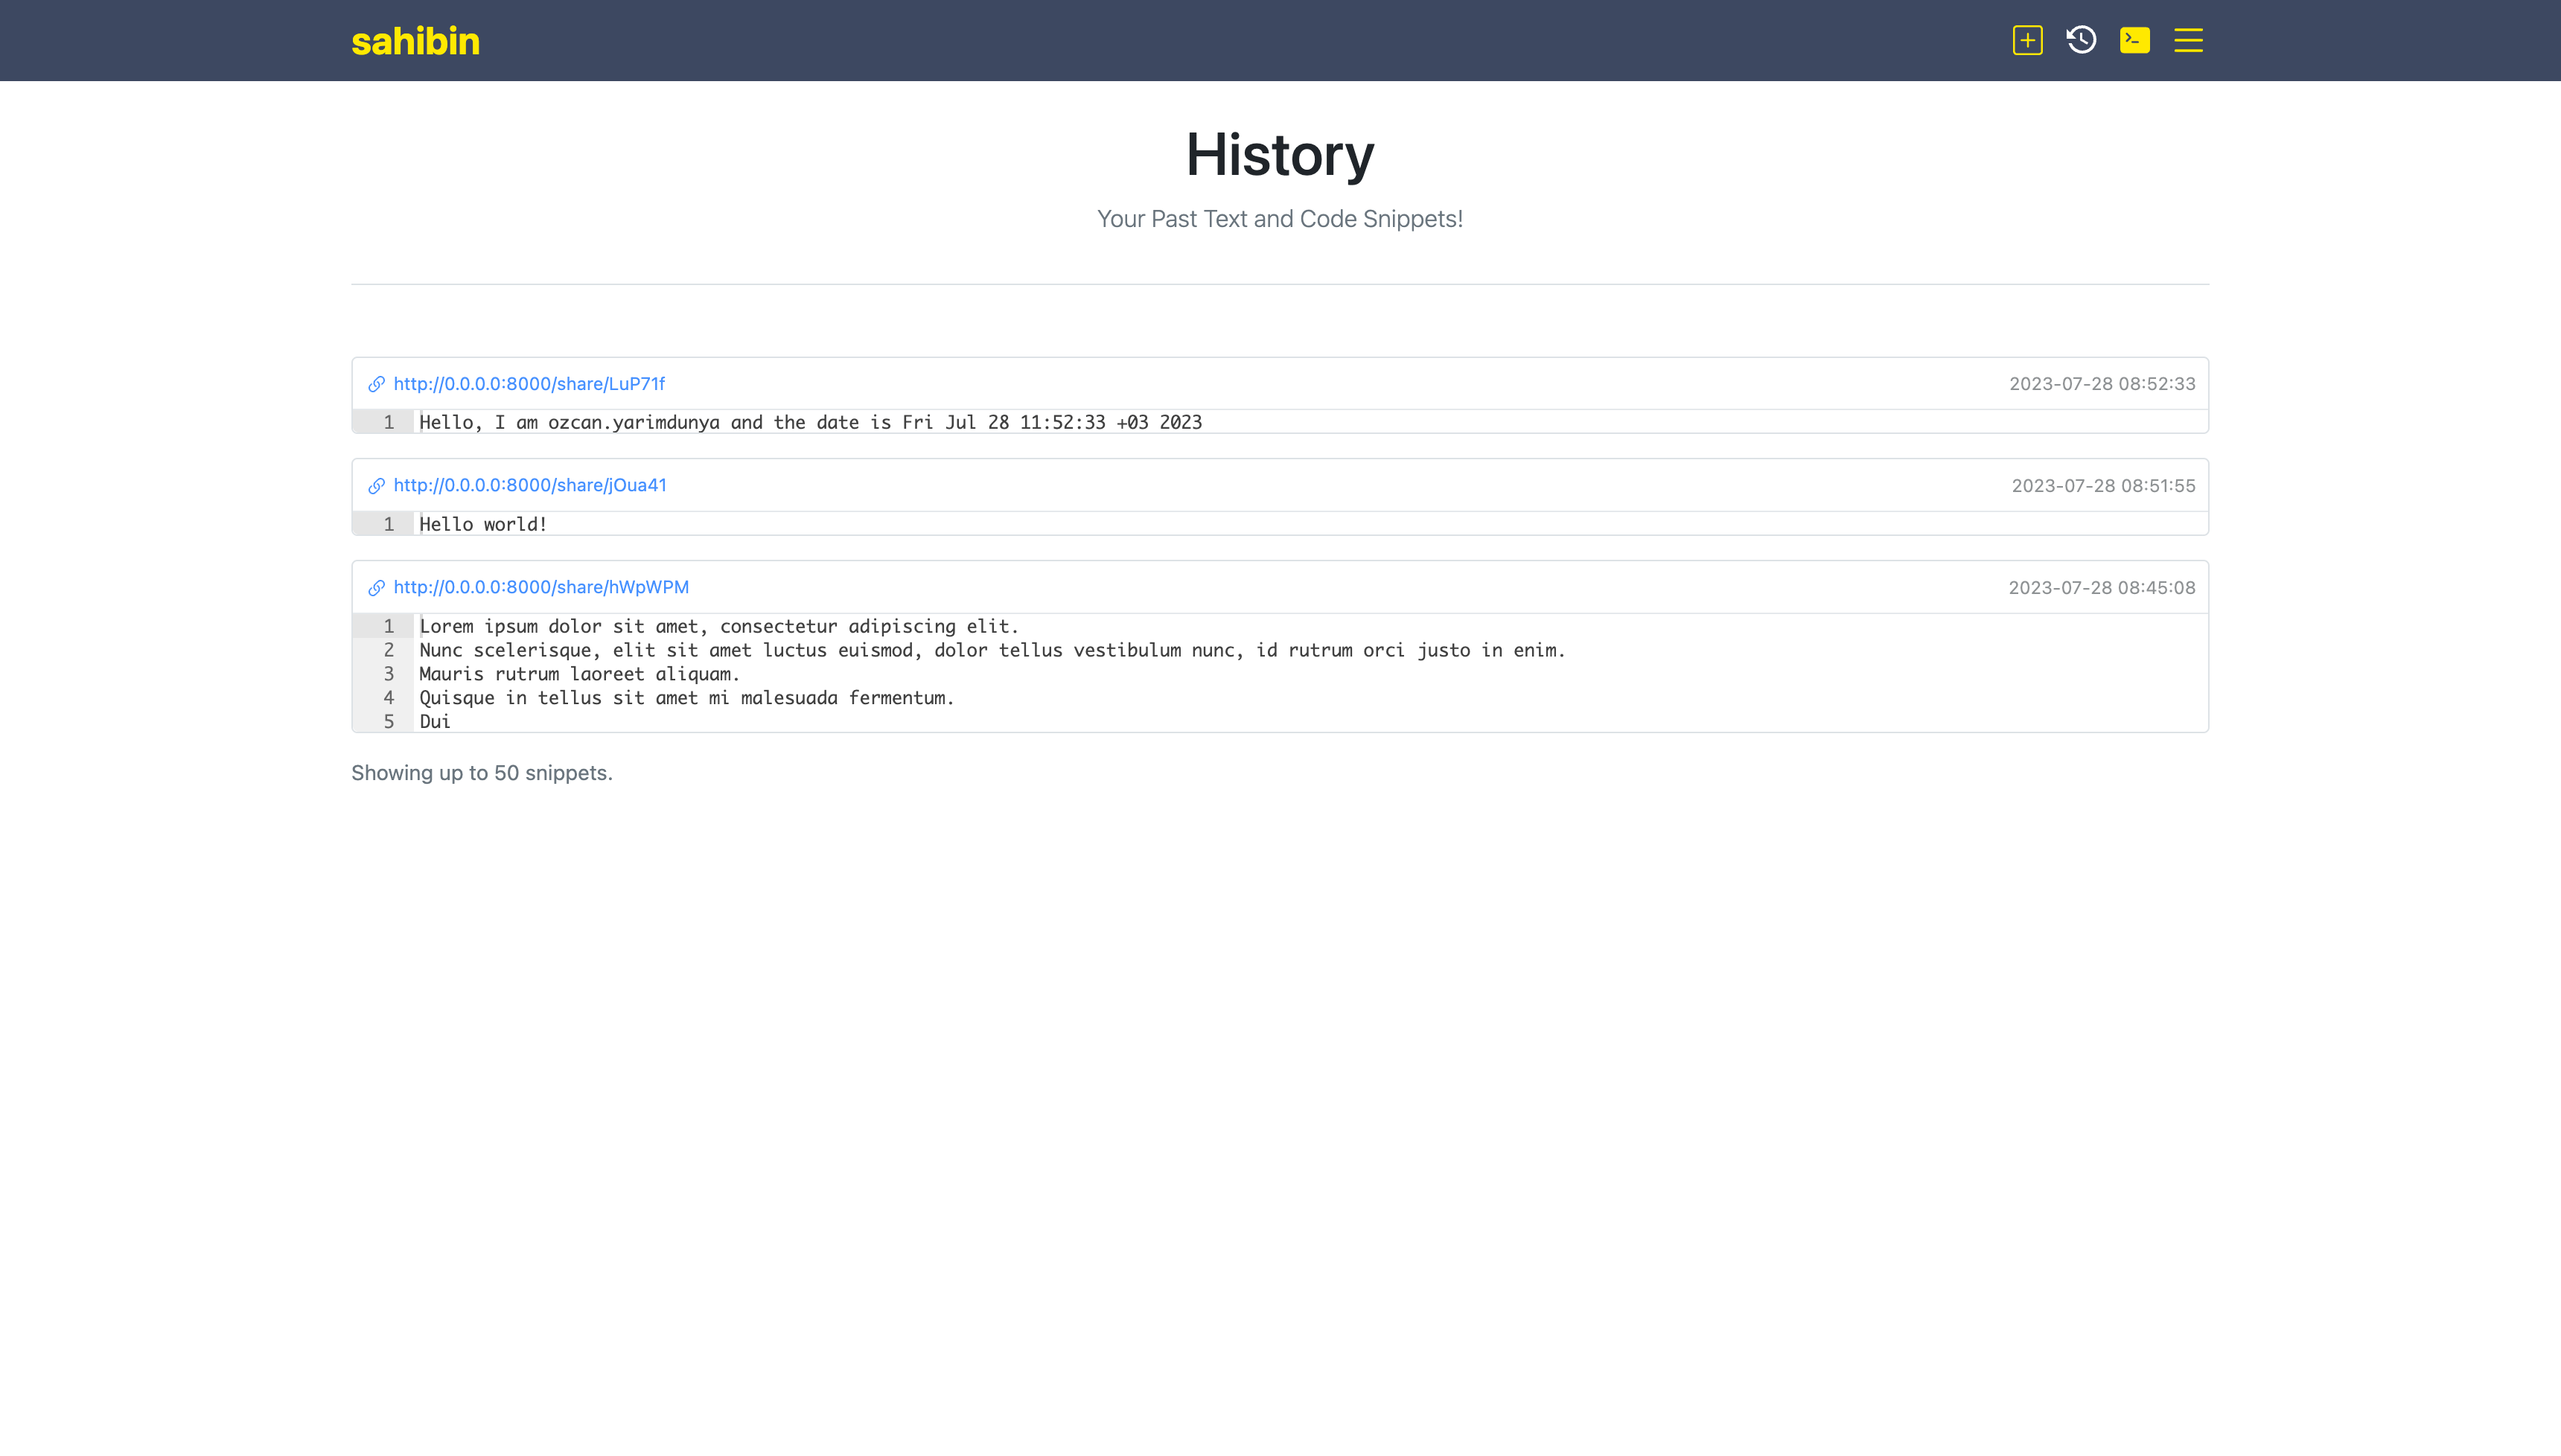 sahibin
History
Your Past Text and Code Snippets!
http://0.0.0.0:8000/share/LuP71f 2023-07-28 08:52:33
1 Hello, I am ozcan.yarimdunya and the date is Fri Jul 28 11:52:33 +03 2023
http://0.0.0.0:8000/share/jOua41 2023-07-28 08:51:55
1 Hello world!
http://0.0.0.0:8000/share/hWpWPM 2023-07-28 08:45:08
1 Lorem ipsum dolor sit amet, consectetur adipiscing elit.
2 Nunc scelerisque, elit sit amet luctus euismod, dolor tellus vestibulum nunc, id rutrum orci justo in enim.
3 Mauris rutrum laoreet aliquam.
4 Quisque in tellus sit amet mi malesuada fermentum.
5 Dui
Showing up to 50 snippets.